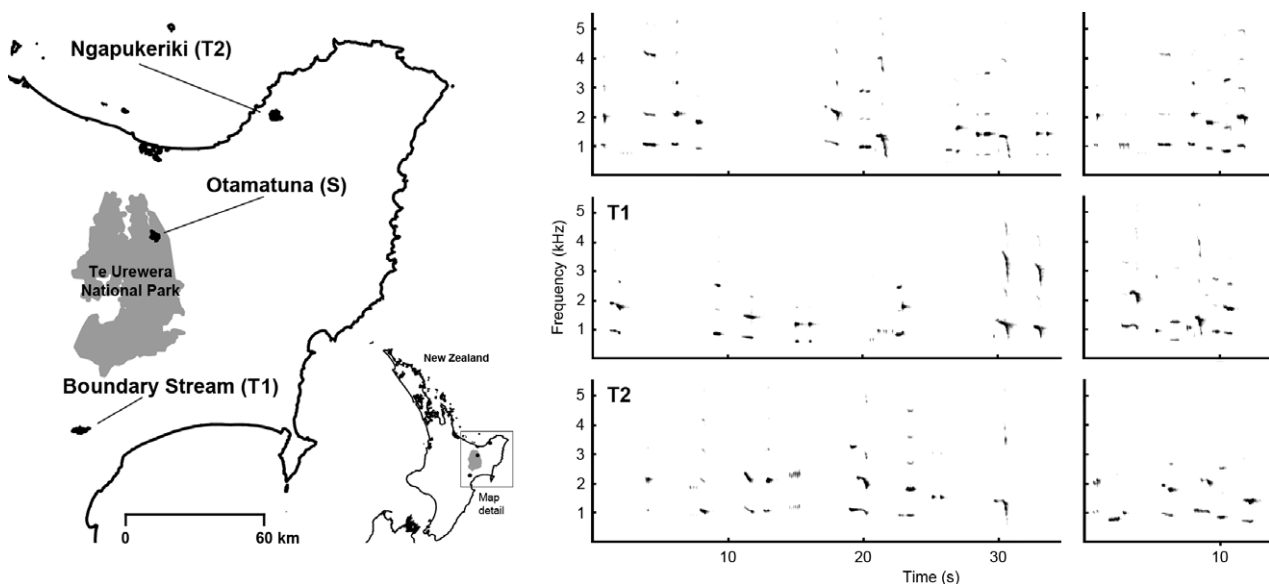 Ngapukeriki (T2)
Otamatuna (S)
Te Urewera
National Park
Boundary Stream (T1)
0 60 km
New Zealand
Map
detail
Frequency (kHz)
5
4
3
2
1
T1
5
4
3
2
1
T2
5
4
3
2
1
10 20 30 10
Time (s)